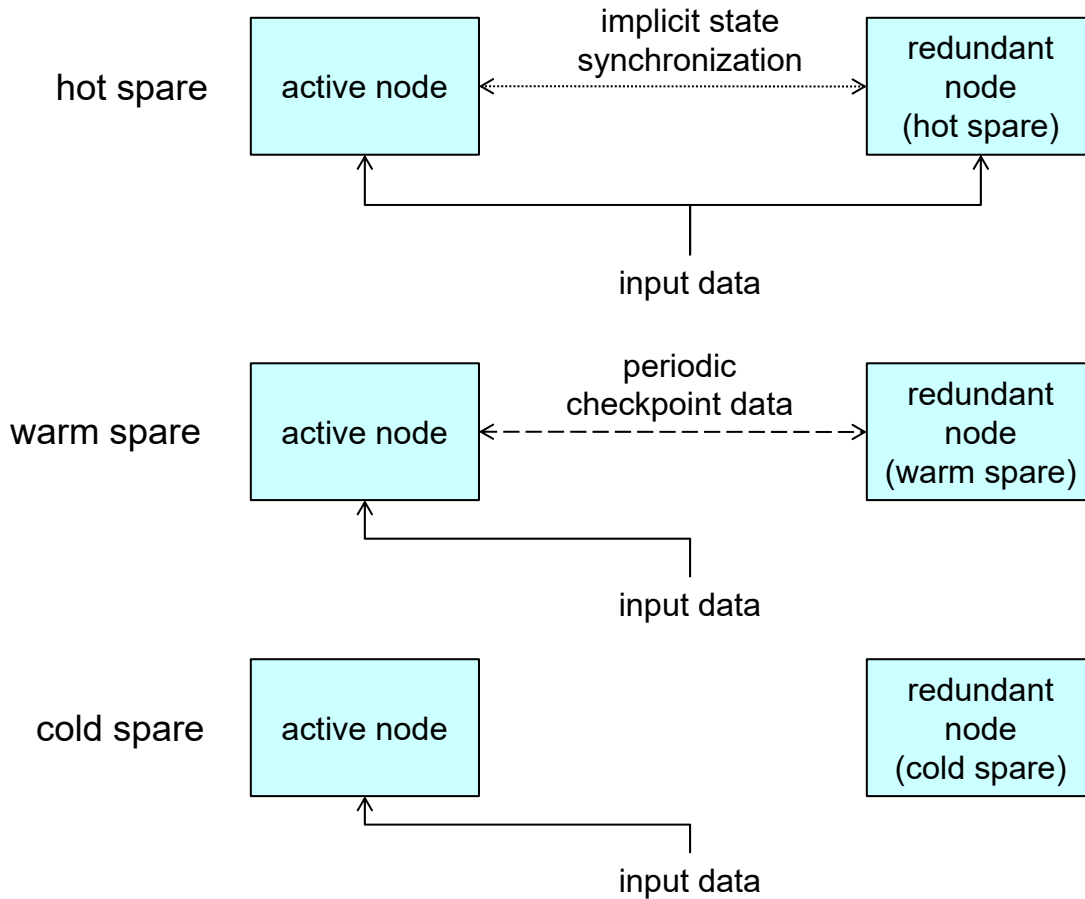 hot spare
active node
implicit state
synchronization
redundant
node
(hot spare)
input data
warm spare
active node
periodic
checkpoint data
redundant
node
(warm spare)
input data
cold spare
active node
redundant
node
(cold spare)
input data